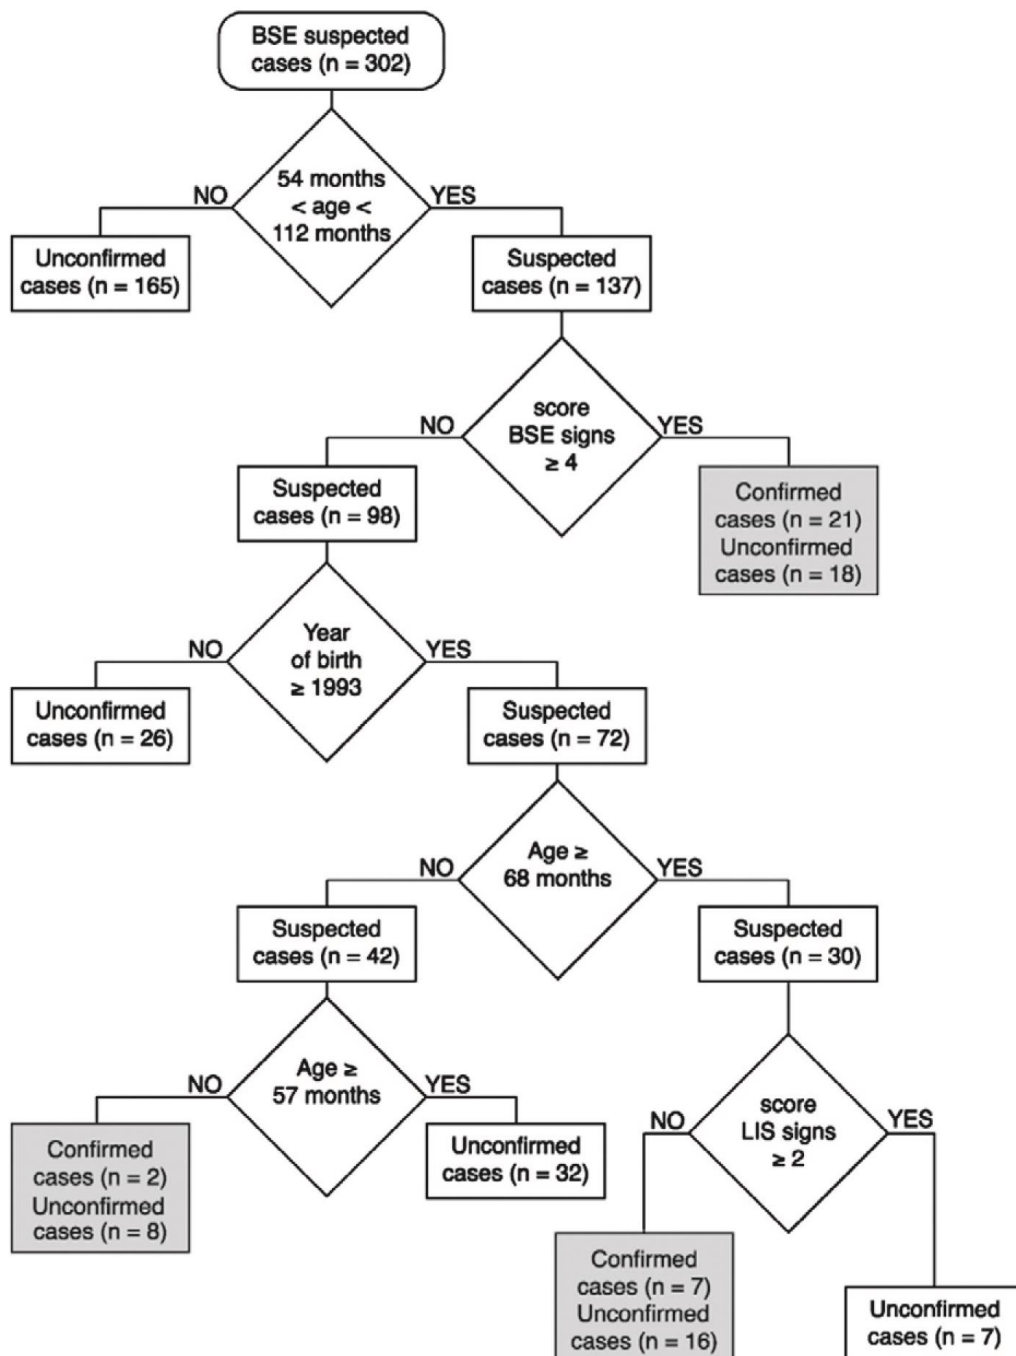 BSE suspected
cases (n = 302)
54 months
< age <
112 months
NO
YES
Unconfirmed
cases (n = 165)
Suspected
cases (n = 137)
score
BSE signs
≥ 4
NO
YES
Suspected
cases (n = 98)
Confirmed
cases (n = 21)
Unconfirmed
cases (n = 18)
Year
of birth
≥ 1993
NO
YES
Unconfirmed
cases (n = 26)
Suspected
cases (n = 72)
Age ≥
68 months
NO
YES
Suspected
cases (n = 42)
Suspected
cases (n = 30)
Age ≥
57 months
NO
YES
Confirmed
cases (n = 2)
Unconfirmed
cases (n = 8)
Unconfirmed
cases (n = 32)
score
LIS signs
≥ 2
NO
YES
Confirmed
cases (n = 7)
Unconfirmed
cases (n = 16)
Unconfirmed
cases (n = 7)